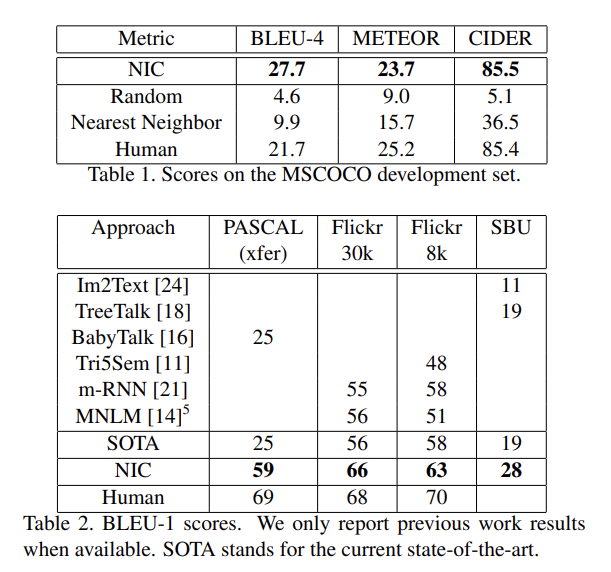 Metric BLEU-4 METEOR CIDER
NIC 27.7 23.7 85.5
Random 4.6 9.0 5.1
Nearest Neighbor 9.9 15.7 36.5
Human 21.7 25.2 85.4
Table 1. Scores on the MSCOCO development set.
Approach PASCAL Flickr Flickr SBU
(xfer) 30k 8k
Im2Text [24] 11
TreeTalk [18] 19
BabyTalk [16] 25
Tri5Sem [11] 48
m-RNN [21] 55 58
MNLM [14]5 56 51
SOTA 25 56 58 19
NIC 59 66 63 28
Human 69 68 70
Table 2. BLEU-1 scores. We only report previous work results
when available. SOTA stands for the current state-of-the-art.